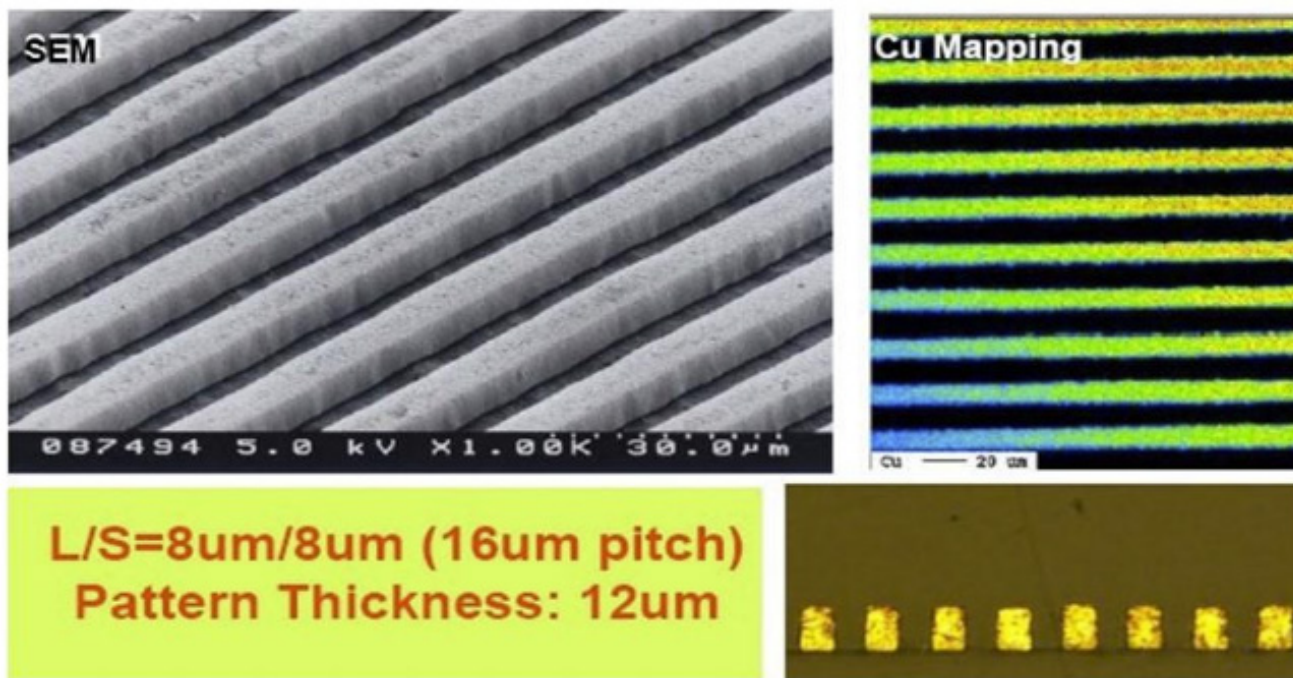 SEM
Cu Mapping
087494 5.0 kV X1.00K 30.0μm
Cu 20 um
L/S=8um/8um (16um pitch)
Pattern Thickness: 12um